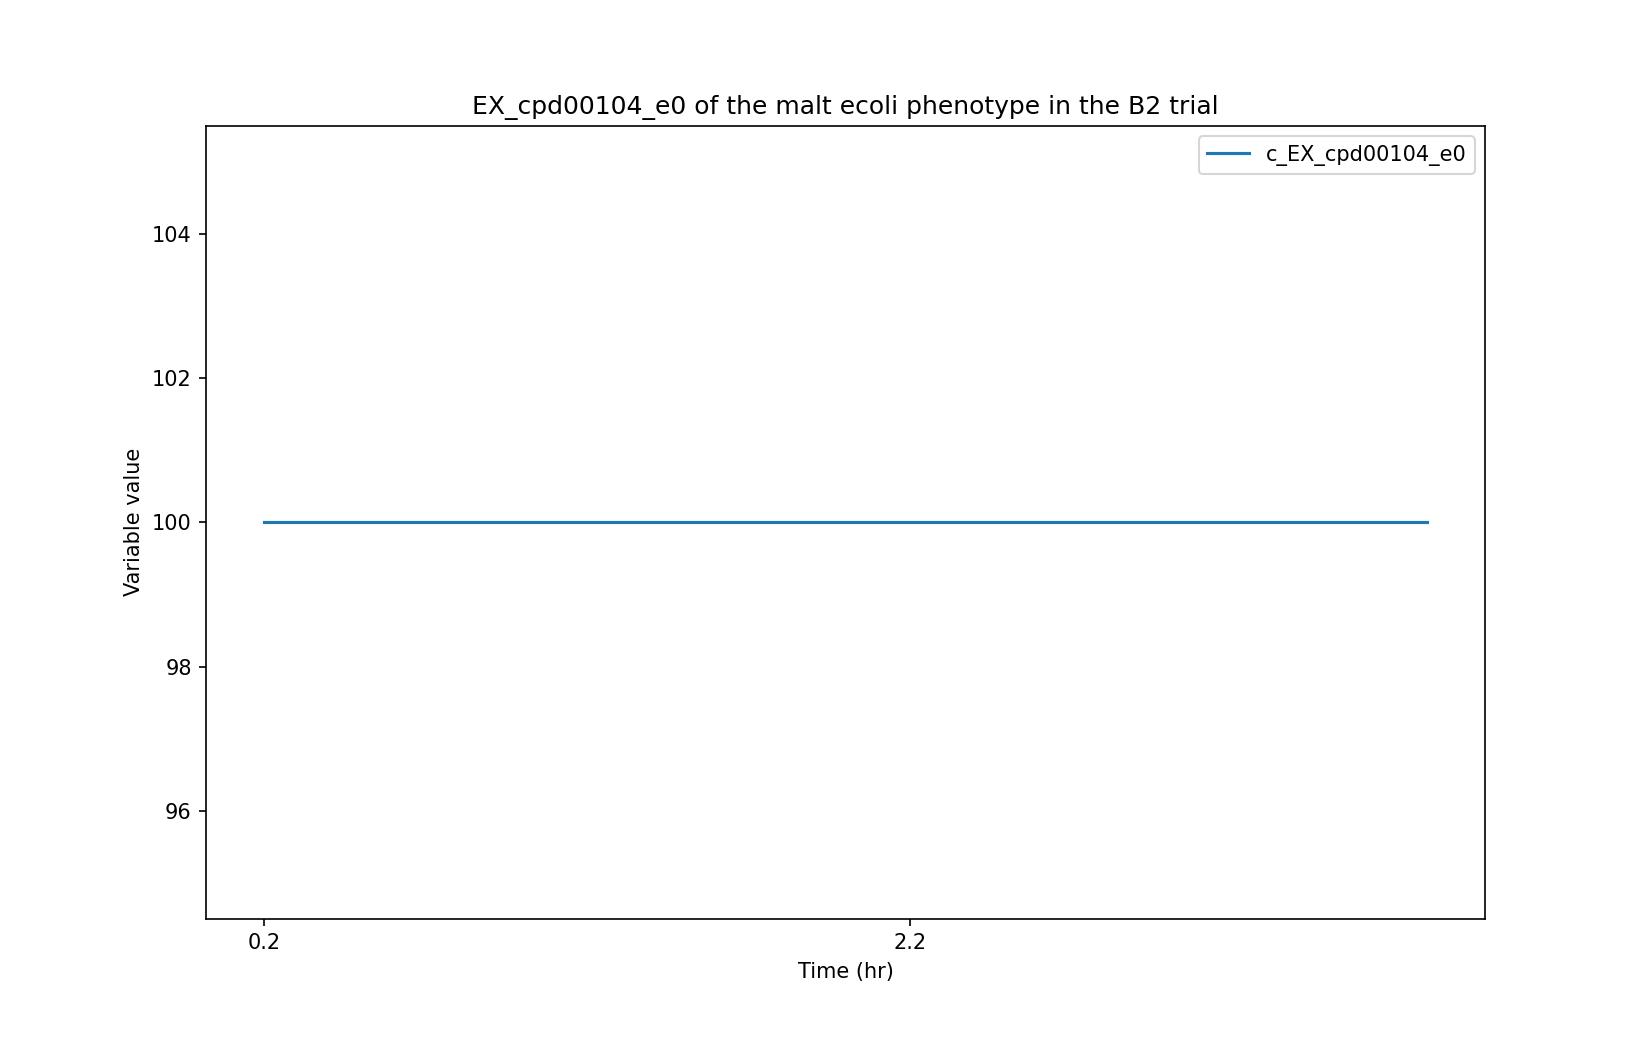 EX_cpd00104_e0 of the malt ecoli phenotype in the B2 trial
c_EX_cpd00104_e0
104
102
100
98
96
Variable value
0.2
2.2
Time (hr)